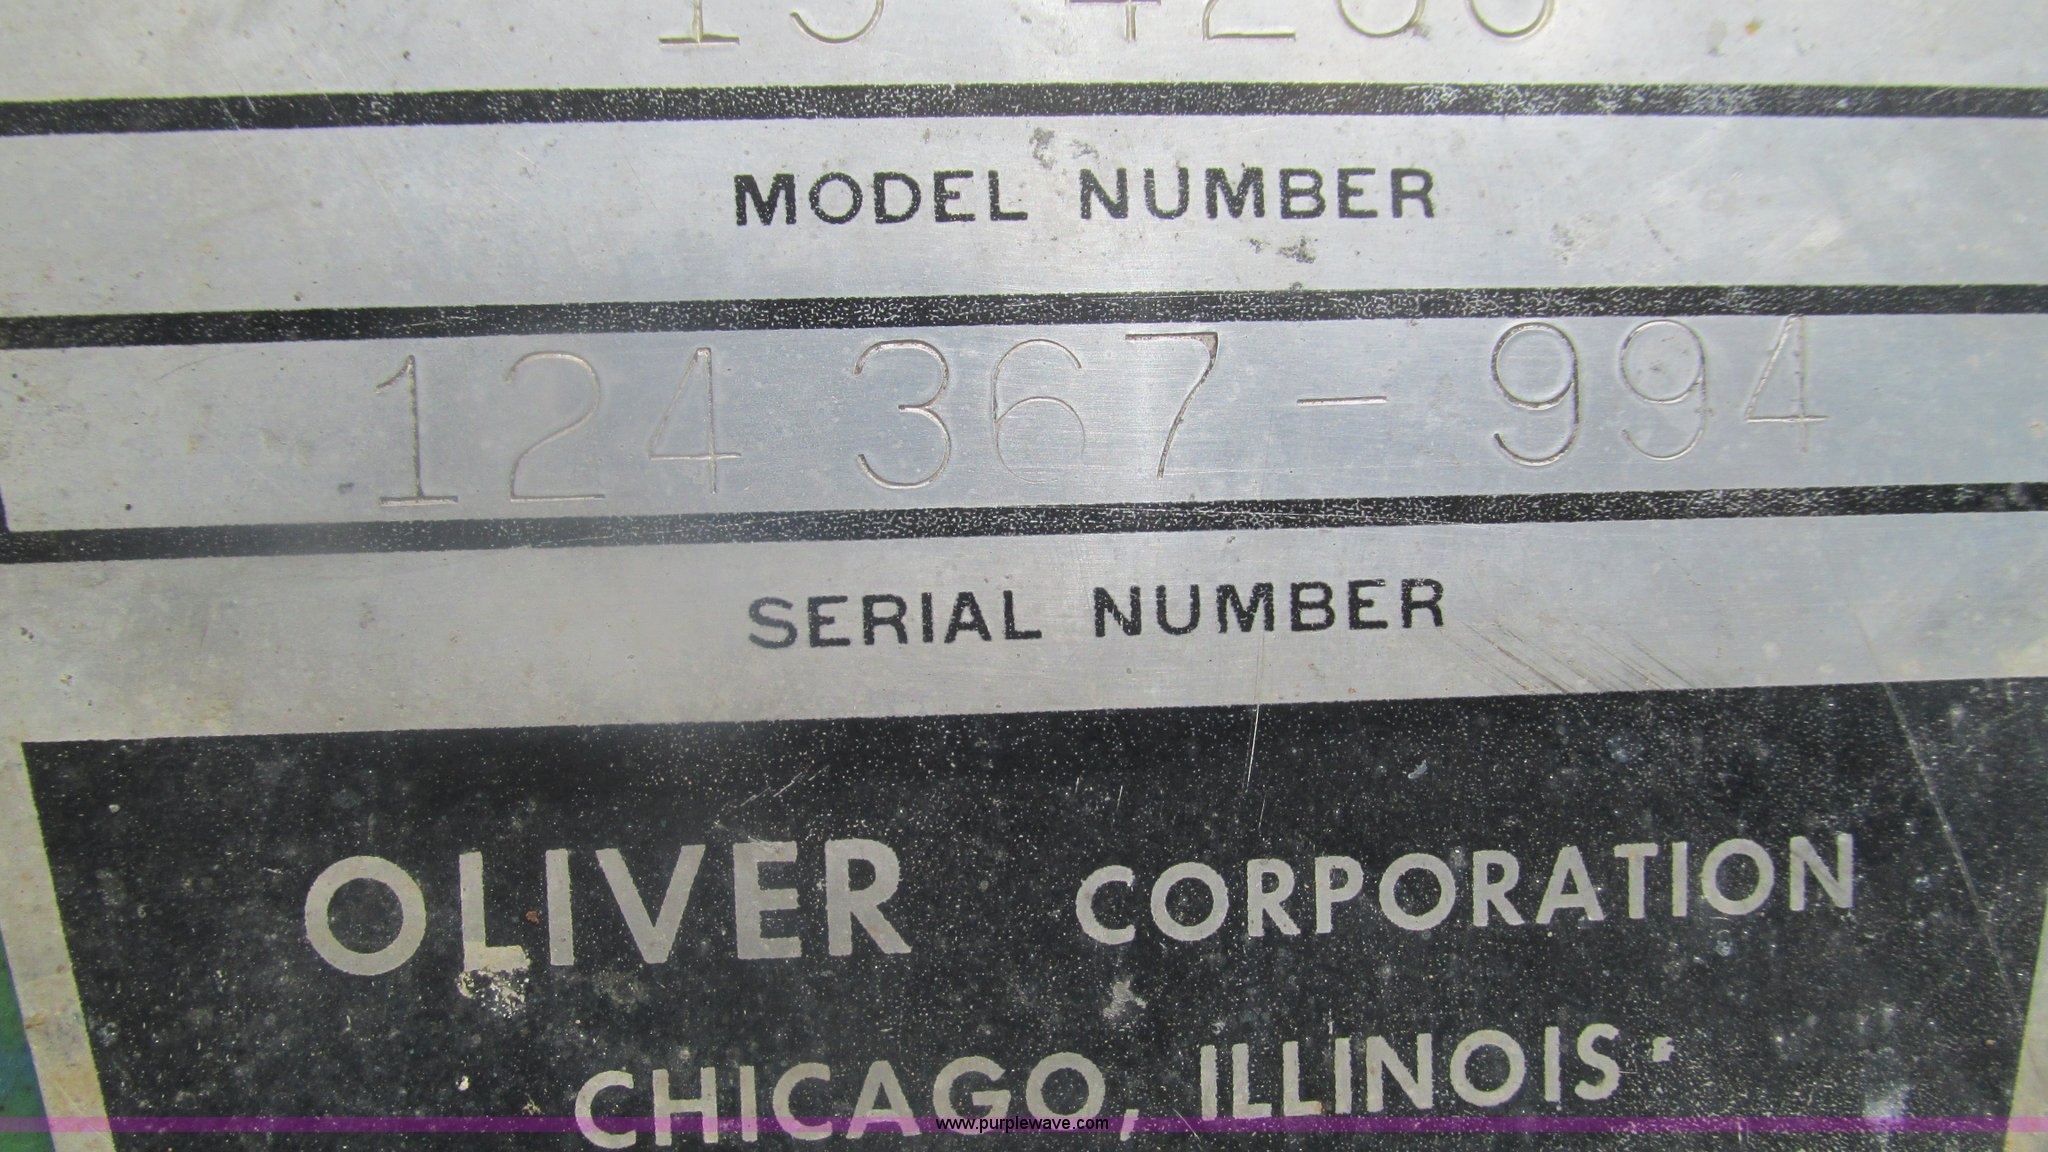 MODEL NUMBER
124 367-994
SERIAL NUMBER
OLIVER CORPORATION
CHICAGO, ILLINOIS
www.purplewave.com